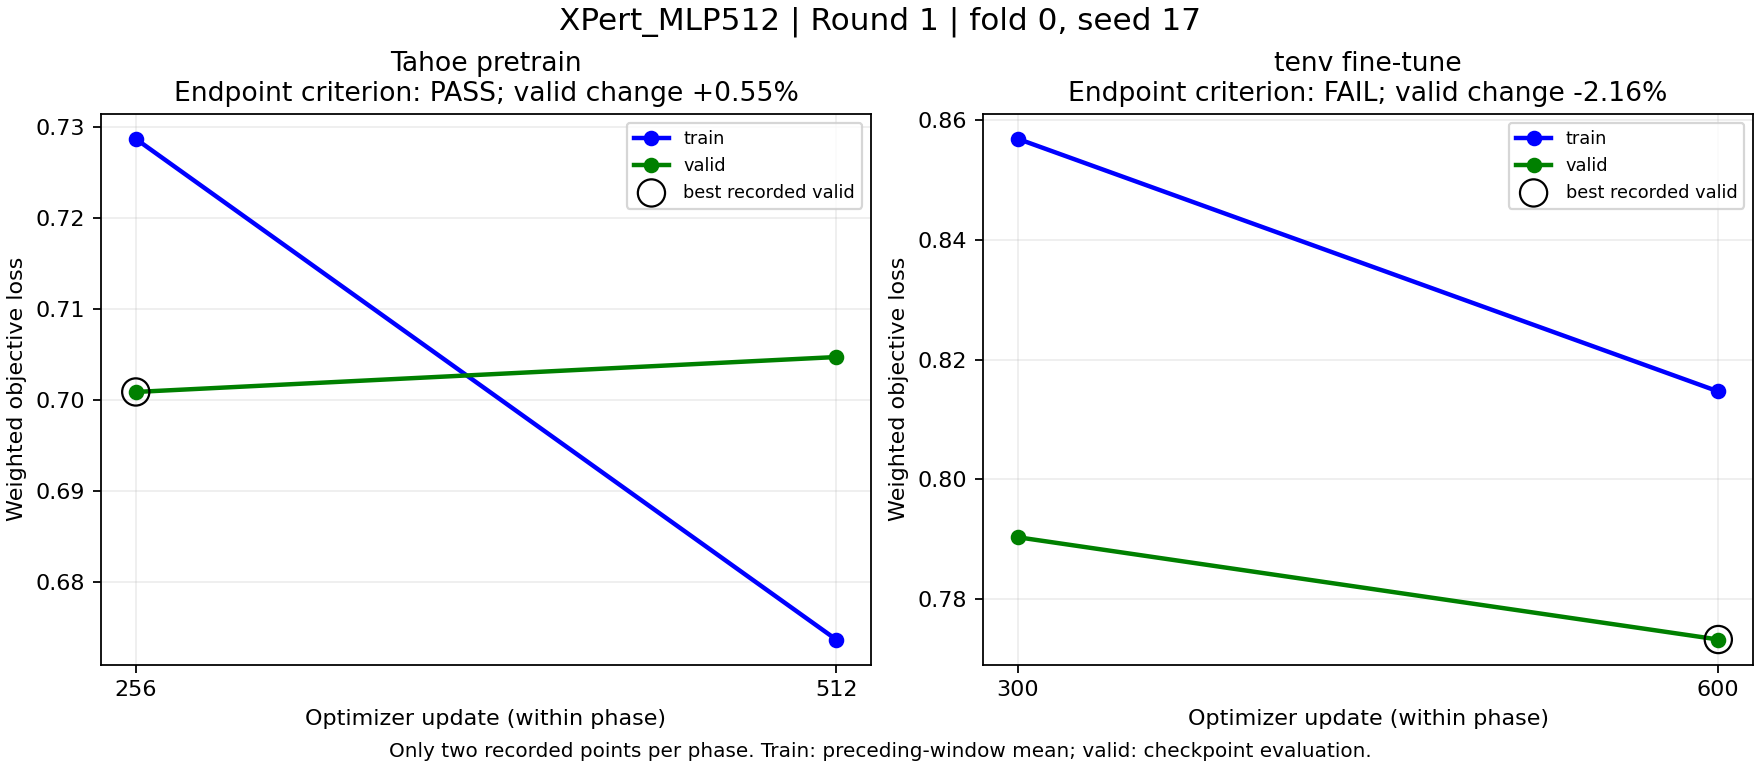 XPert_MLP512 | Round 1 | fold 0, seed 17
Tahoe pretrain
Endpoint criterion: PASS; valid change +0.55%
Weighted objective loss
0.73
0.72
0.71
0.70
0.69
0.68
train
valid
best recorded valid
256
512
Optimizer update (within phase)
tenv fine-tune
Endpoint criterion: FAIL; valid change -2.16%
Weighted objective loss
0.86
0.84
0.82
0.80
0.78
train
valid
best recorded valid
300
600
Optimizer update (within phase)
Only two recorded points per phase. Train: preceding-window mean; valid: checkpoint evaluation.